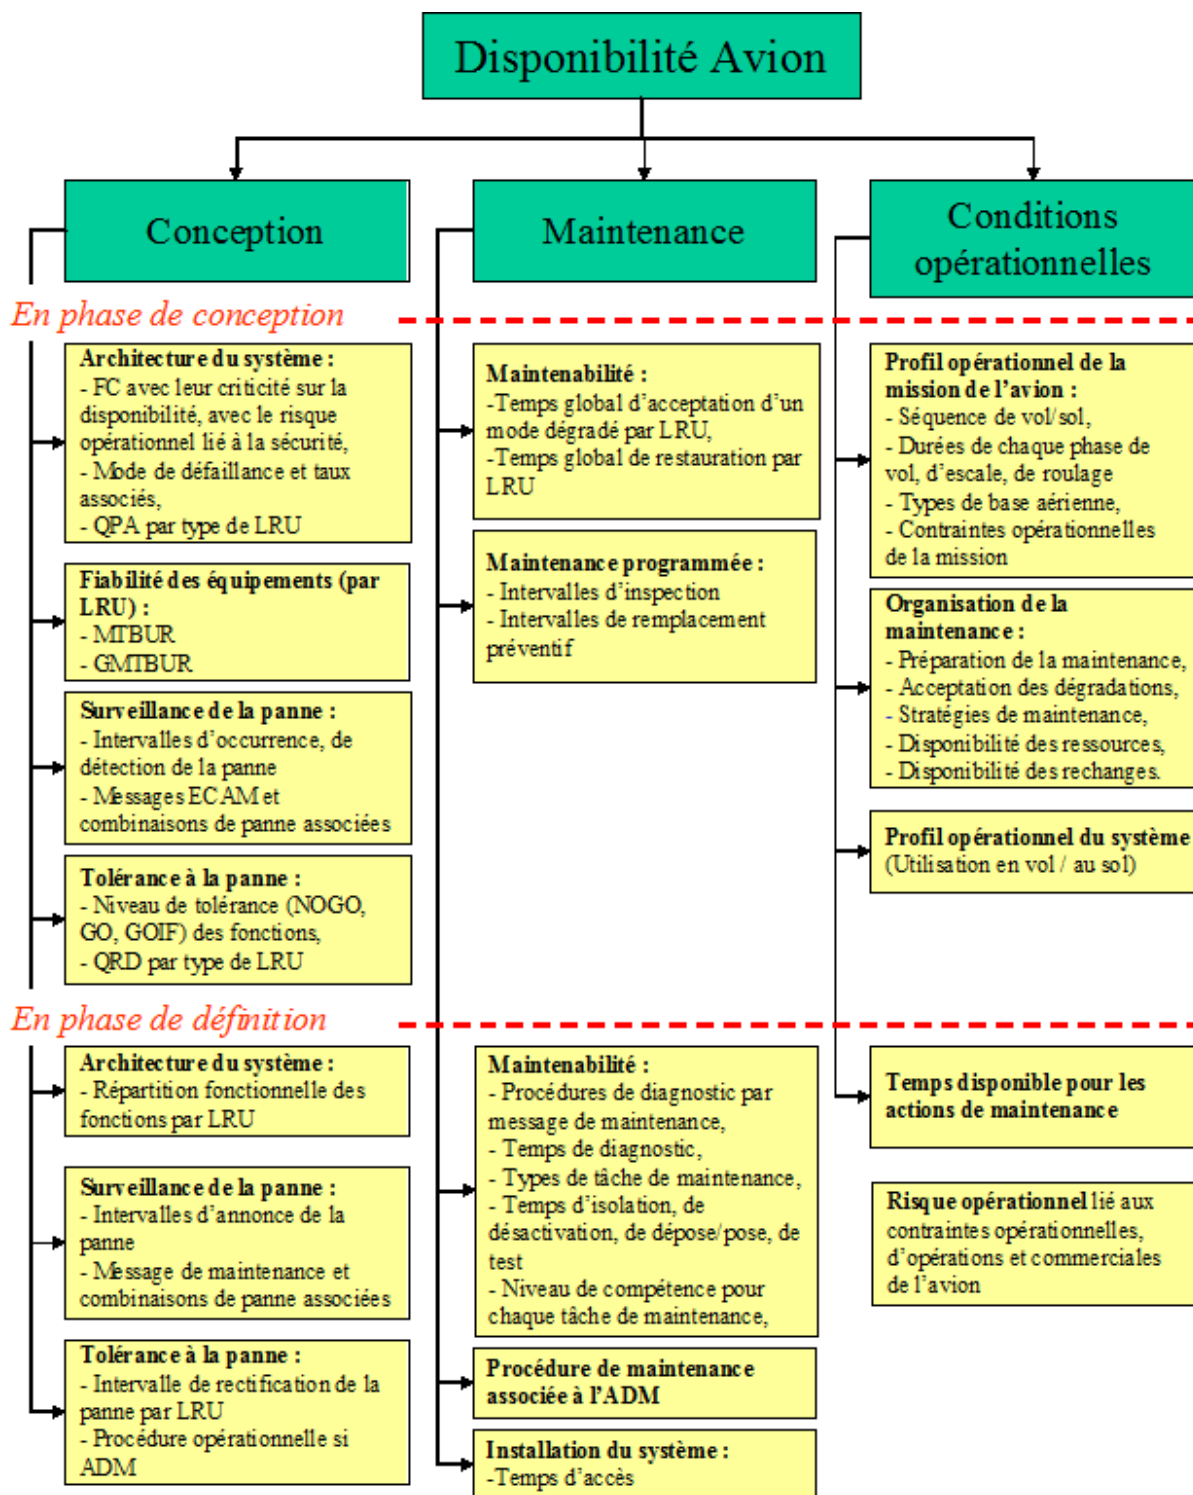 Disponibilité Avion
Conception
Maintenance
Conditions
opérationnelles
En phase de conception
Architecture du système :
- FC avec leur criticité sur la
disponibilité, avec le risque
opérationnel lié à la sécurité,
- Mode de défaillance et taux
associés,
- QPA par type de LRU
Fiabilité des équipements (par
LRU) :
- MTBUR
- GMTBUR
Surveillance de la panne :
- Intervalles d'occurrence, de
détection de la panne
- Messages ECAM et
combinaisons de panne associées
Tolérance à la panne :
- Niveau de tolérance (NOGO,
GO, GOIF) des fonctions,
- QRD par type de LRU
Maintenabilité :
-Temps global d'acceptation d'un
mode dégradé par LRU,
-Temps global de restauration par
LRU
Maintenance programmée :
- Intervalles d'inspection
- Intervalles de remplacement
préventif
Profil opérationnel de la
mission de l'avion :
- Séquence de vol/sol,
- Durées de chaque phase de
vol, d'escale, de roulage
- Types de base aérienne,
- Contraintes opérationnelles
de la mission
Organisation de la
maintenance :
- Préparation de la maintenance,
- Acceptation des dégradations,
- Stratégies de maintenance,
- Disponibilité des ressources,
- Disponibilité des rechanges.
Profil opérationnel du système
(Utilisation en vol / au sol)
En phase de définition
Architecture du système :
- Répartition fonctionnelle des
fonctions par LRU
Surveillance de la panne :
- Intervalles d'annonce de la
panne
- Message de maintenance et
combinaisons de panne associées
Tolérance à la panne :
- Intervalle de rectification de la
panne par LRU
- Procédure opérationnelle si
ADM
Maintenabilité :
- Procédures de diagnostic par
message de maintenance,
- Temps de diagnostic,
- Types de tâche de maintenance,
- Temps d'isolation, de
désactivation, de dépose/pose, de
test
- Niveau de compétence pour
chaque tâche de maintenance,
Procédure de maintenance
associée à l'ADM
Installation du système :
-Temps d'accès
Temps disponible pour les
actions de maintenance
Risque opérationnel lié aux
contraintes opérationnelles,
d'opérations et commerciales
de l'avion